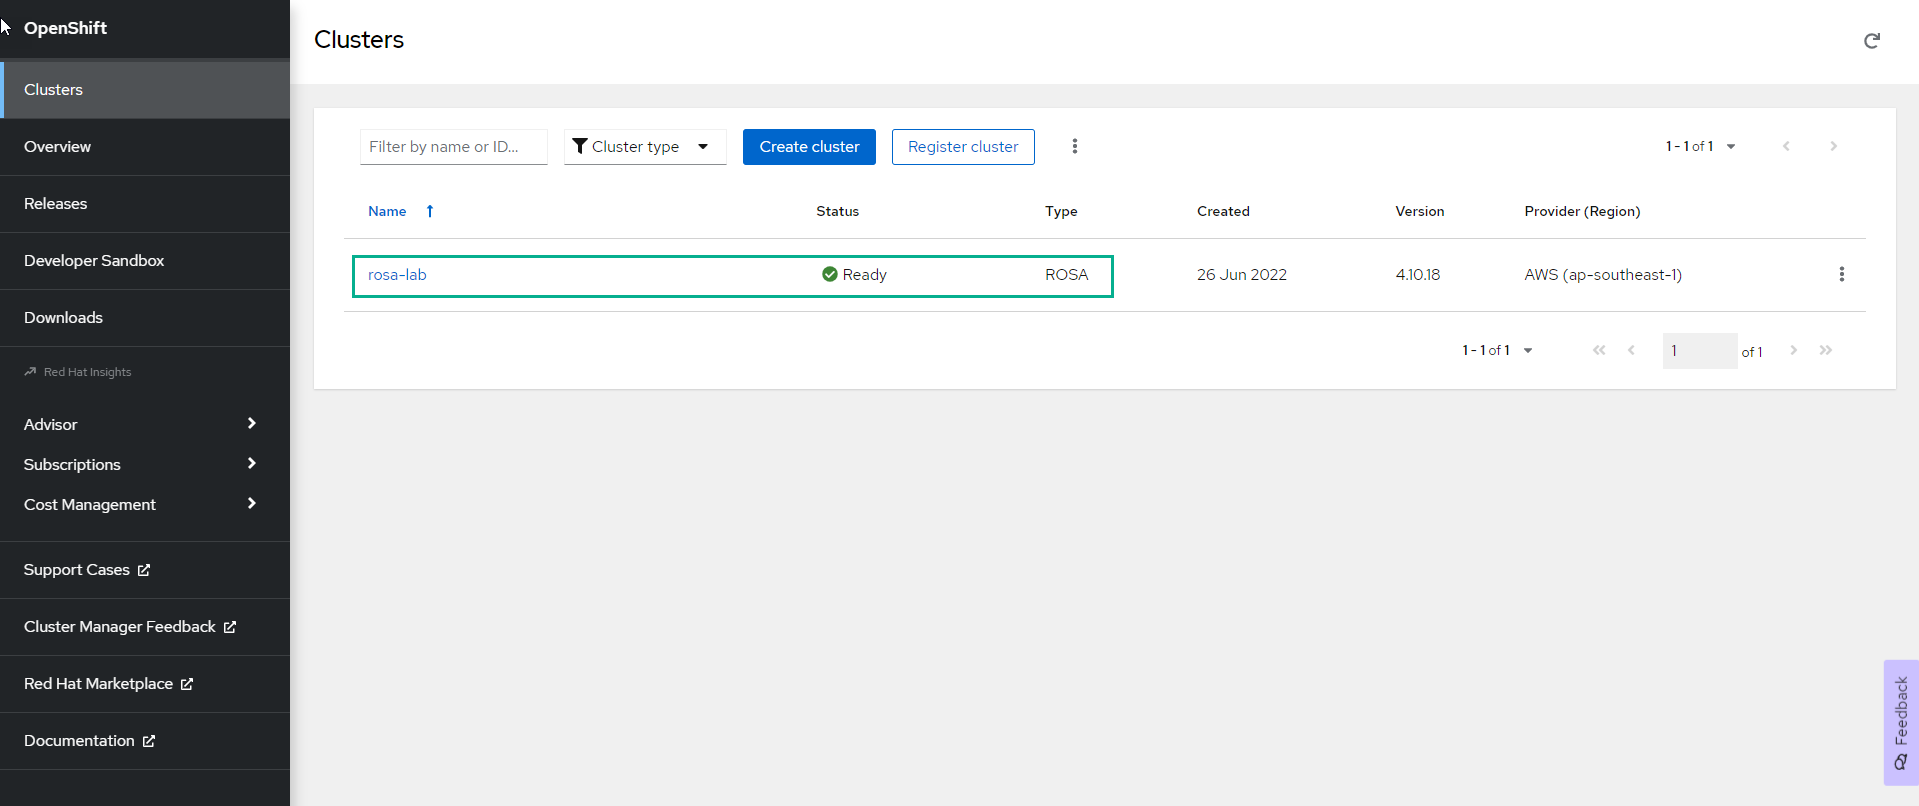 OpenShift
Clusters
Overview
Releases
Developer Sandbox
Downloads
Red Hat Insights
Advisor
Subscriptions
Cost Management
Support Cases
Cluster Manager Feedback
Red Hat Marketplace
Documentation
Clusters
Filter by name or ID... Cluster type Create cluster Register cluster 1 - 1 of 1
Name Status Type Created Version Provider (Region)
rosa-lab Ready ROSA 26 Jun 2022 4.10.18 AWS (ap-southeast-1)
1 - 1 of 1 1 of 1
Feedback